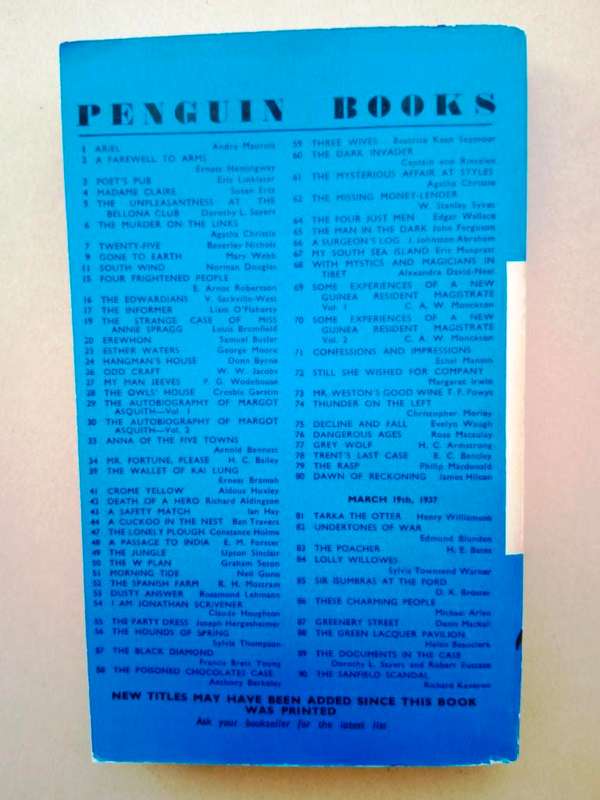 PENGUIN BOOKS
1 ARIEL André Maurois
2 A FAREWELL TO ARMS
Ernest Hemingway
3 POET'S PUB Eric Linklater
4 MADAME CLAIRE Susan Ertz
5 THE UNPLEASANTNESS AT THE
BELLONA CLUB Dorothy L. Sayers
6 THE MURDER ON THE LINKS
Agatha Christie
7 TWENTY-FIVE Beverley Nichols
9 GONE TO EARTH Mary Webb
11 SOUTH WIND Norman Douglas
15 FOUR FRIGHTENED PEOPLE
E. Arnot Robertson
16 THE EDWARDIANS V. Sackville-West
17 THE INFORMER Liam O'Flaherty
19 THE STRANGE CASE OF MISS
ANNIE SPRAGG Louis Bromfield
20 EREWHON Samuel Butler
23 ESTHER WATERS George Moore
24 HANGMAN'S HOUSE Donn Byrne
26 ODD CRAFT W. W. Jacobs
27 MY MAN JEEVES P. G. Wodehouse
28 THE OWLS' HOUSE Crosbie Garstin
29 THE AUTOBIOGRAPHY OF MARGOT
ASQUITH—Vol. 1
30 THE AUTOBIOGRAPHY OF MARGOT
ASQUITH—Vol. 2
33 ANNA OF THE FIVE TOWNS
Arnold Bennett
34 MR. FORTUNE, PLEASE H. C. Bailey
39 THE WALLET OF KAI LUNG
Ernest Bramah
41 CROME YELLOW Aldous Huxley
42 DEATH OF A HERO Richard Aldington
43 A SAFETY MATCH Ian Hay
44 A CUCKOO IN THE NEST Ben Travers
47 THE LONELY PLOUGH Constance Holme
48 A PASSAGE TO INDIA E. M. Forster
49 THE JUNGLE Upton Sinclair
50 THE W PLAN Graham Seton
51 MORNING TIDE Neil Gunn
52 THE SPANISH FARM R. H. Mottram
53 DUSTY ANSWER Rosamond Lehmann
54 I AM JONATHAN SCRIVENER
Claude Houghton
55 THE PARTY DRESS Joseph Hergesheimer
56 THE HOUNDS OF SPRING
Sylvia Thompson
57 THE BLACK DIAMOND
Francis Brett Young
58 THE POISONED CHOCOLATES CASE
Anthony Berkeley
59 THREE WIVES Beatrice Kean Seymour
60 THE DARK INVADER
Captain von Rintelen
61 THE MYSTERIOUS AFFAIR AT STYLES
Agatha Christie
62 THE MISSING MONEY-LENDER
W. Stanley Sykes
64 THE FOUR JUST MEN Edgar Wallace
65 THE MAN IN THE DARK John Ferguson
66 A SURGEON'S LOG J. Johnston Abraham
67 MY SOUTH SEA ISLAND Eric Muspratt
68 WITH MYSTICS AND MAGICIANS IN
TIBET Alexandra David-Neel
69 SOME EXPERIENCES OF A NEW
GUINEA RESIDENT MAGISTRATE
Vol. 1 C. A. W. Monckton
70 SOME EXPERIENCES OF A NEW
GUINEA RESIDENT MAGISTRATE
Vol. 2 C. A. W. Monckton
71 CONFESSIONS AND IMPRESSIONS
Ethel Mannin
72 STILL SHE WISHED FOR COMPANY
Margaret Irwin
73 MR. WESTON'S GOOD WINE T. F. Powys
74 THUNDER ON THE LEFT
Christopher Morley
75 DECLINE AND FALL Evelyn Waugh
76 DANGEROUS AGES Rose Macaulay
77 GREY WOLF H. C. Armstrong
78 TRENT'S LAST CASE E. C. Bentley
79 THE RASP Philip Macdonald
80 DAWN OF RECKONING James Hilton
MARCH 19th, 1937
81 TARKA THE OTTER Henry Williamson
82 UNDERTONES OF WAR
Edmund Blunden
83 THE POACHER H. E. Bates
84 LOLLY WILLOWES
Sylvia Townsend Warner
85 SIR ISUMBRAS AT THE FORD
D. K. Broster
86 THESE CHARMING PEOPLE
Michael Arlen
87 GREENERY STREET Denis Mackail
88 THE GREEN LACQUER PAVILION
Helen Beauclerk
89 THE DOCUMENTS IN THE CASE
Dorothy L. Sayers and Robert Eustace
90 THE SANFIELD SCANDAL
Richard Keverne
NEW TITLES MAY HAVE BEEN ADDED SINCE THIS BOOK
WAS PRINTED
Ask your bookseller for the latest list